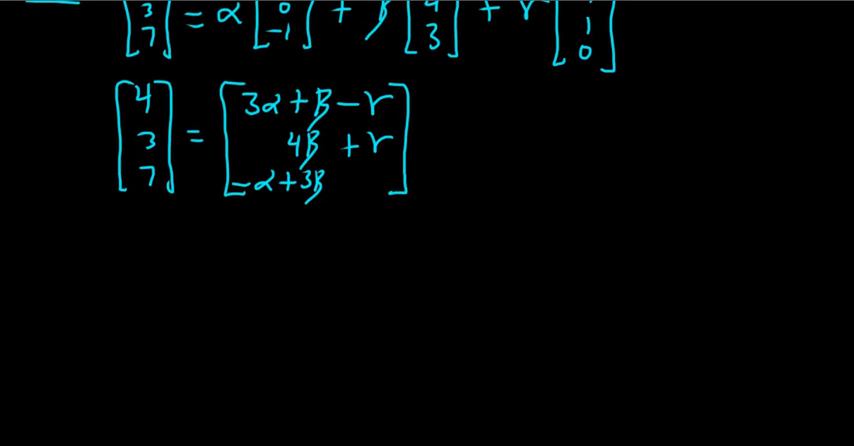 [3 7] = α [0 -1] + β [4 3] + γ [1 0]
[4 3 7] = [3α + β - γ
4β + γ
-α + 3β]